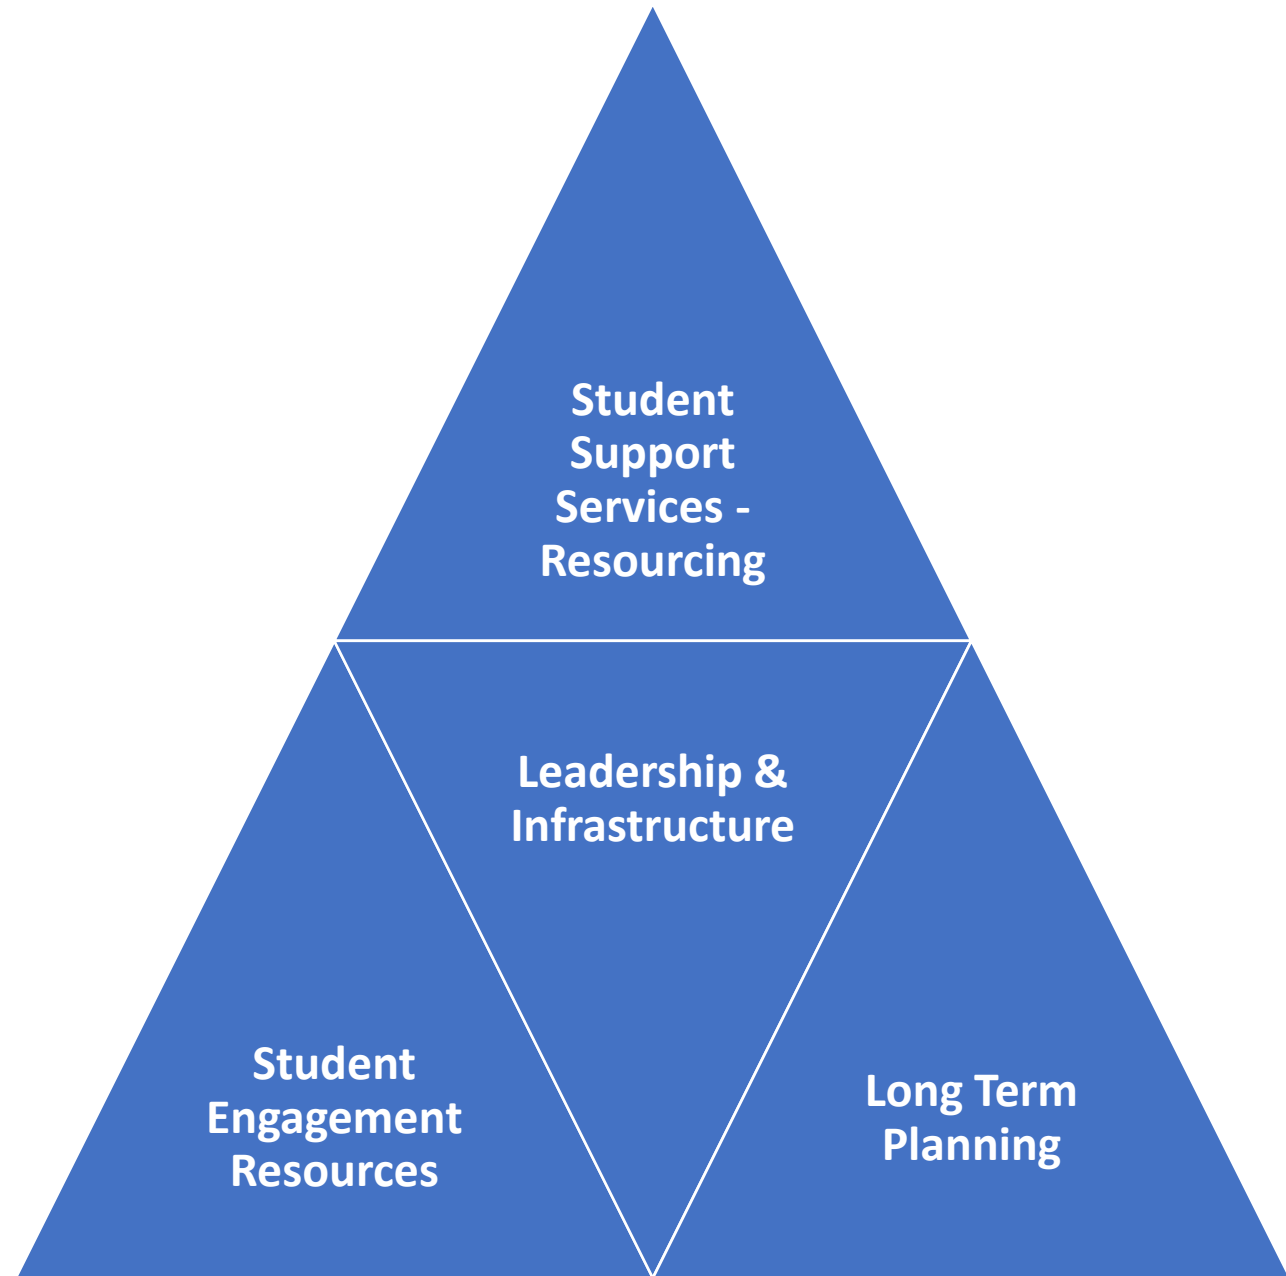 Student
Support
Services -
Resourcing
Leadership &
Infrastructure
Student
Engagement
Resources
Long Term
Planning